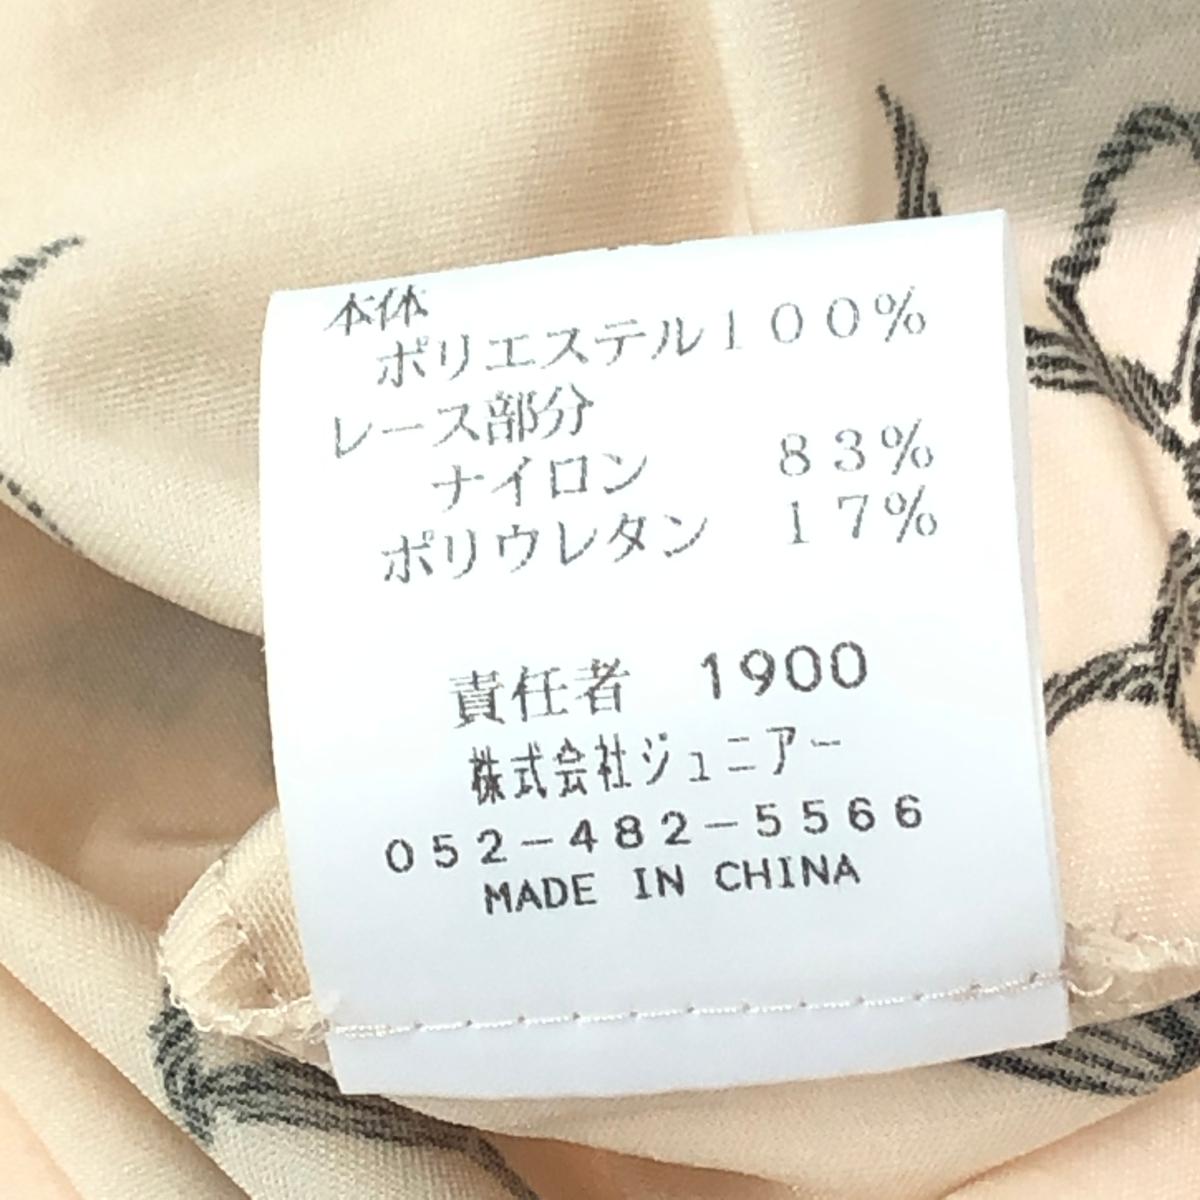 本体
ポリエステル100%
レース部分
ナイロン 83%
ポリウレタン 17%
責任者 1900
株式会社ジュニアー
052-482-5566
MADE IN CHINA